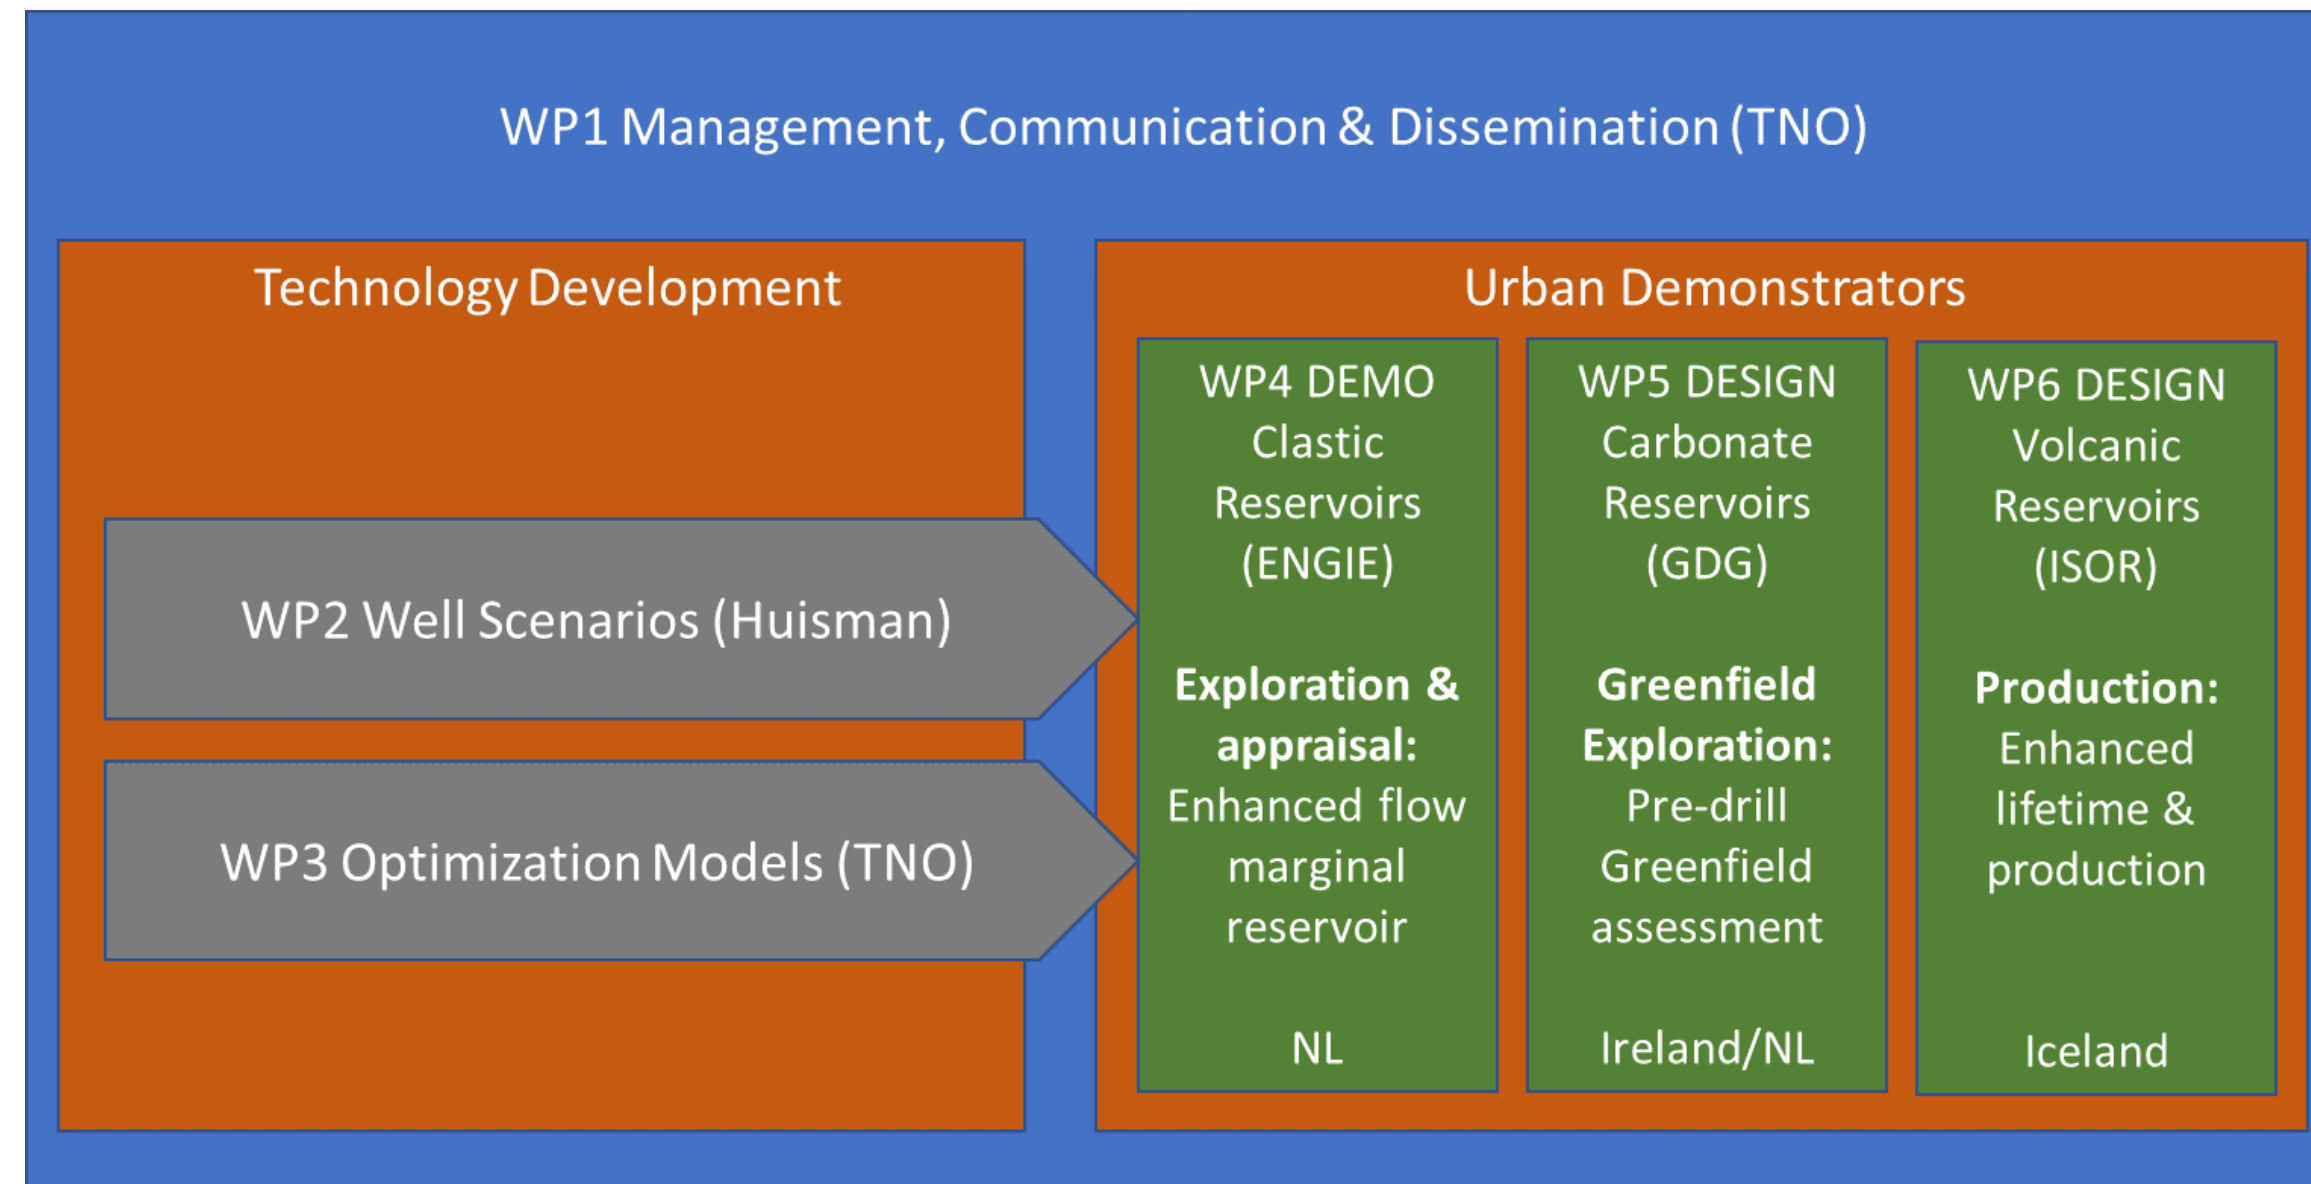 WP1 Management, Communication & Dissemination (TNO)
Technology Development
WP2 Well Scenarios (Huisman)
WP3 Optimization Models (TNO)
Urban Demonstrators
WP4 DEMO
Clastic
Reservoirs
(ENGIE)
Exploration &
appraisal:
Enhanced flow
marginal
reservoir
NL
WP5 DESIGN
Carbonate
Reservoirs
(GDG)
Greenfield
Exploration:
Pre-drill
Greenfield
assessment
Ireland/NL
WP6 DESIGN
Volcanic
Reservoirs
(ISOR)
Production:
Enhanced
lifetime &
production
Iceland